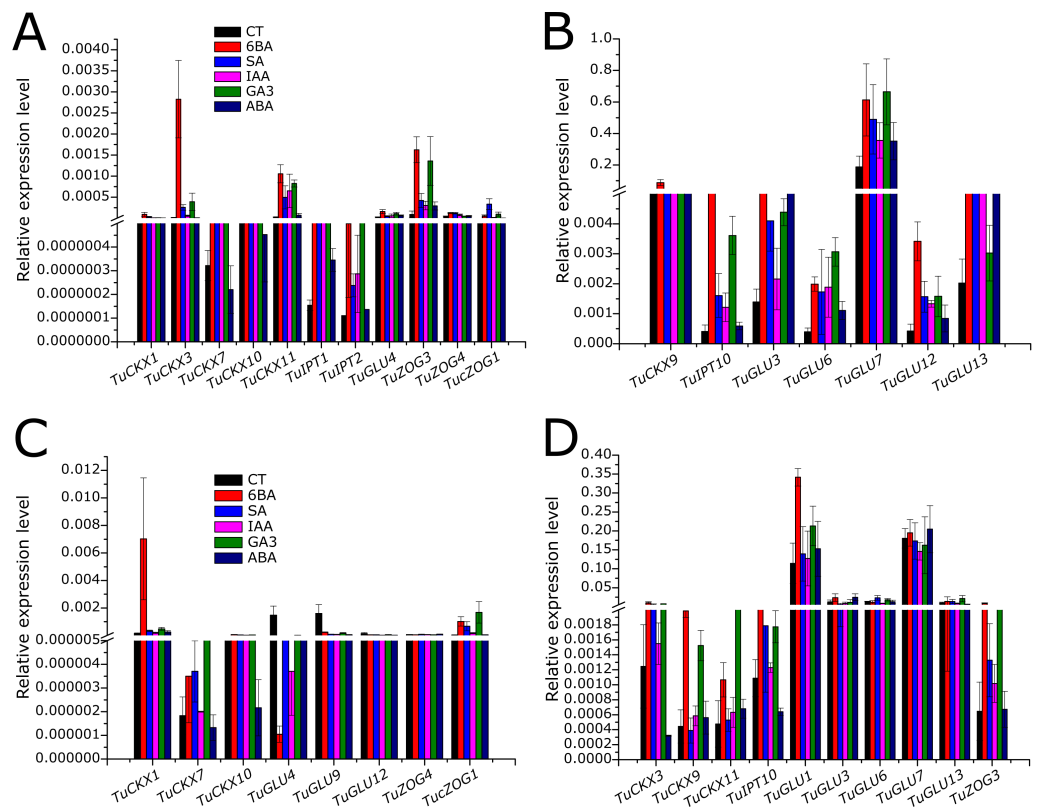 A
Relative expression level
0.0040
0.0035
0.0030
0.0025
0.0020
0.0015
0.0010
0.0005
0.0000004
0.0000003
0.0000002
0.0000001
0.0000000
CT
6BA
SA
IAA
GA3
ABA
TuCKX1
TuCKX3
TuCKX7
TuCKX10
TuCKX11
TuIPT1
TuIPT2
TuGLU4
TuZOG3
TuZOG4
TucZOG1
B
Relative expression level
1.0
0.8
0.6
0.4
0.2
0.004
0.003
0.002
0.001
0.000
TuCKX9
TuIPT10
TuGLU3
TuGLU6
TuGLU7
TuGLU12
TuGLU13
C
Relative expression level
0.012
0.010
0.008
0.006
0.004
0.002
0.000005
0.000004
0.000003
0.000002
0.000001
0.000000
CT
6BA
SA
IAA
GA3
ABA
TuCKX1
TuCKX7
TuCKX10
TuGLU4
TuGLU9
TuGLU12
TuZOG4
TucZOG1
D
Relative expression level
0.40
0.35
0.30
0.25
0.20
0.15
0.10
0.05
0.0018
0.0016
0.0014
0.0012
0.0010
0.0008
0.0006
0.0004
0.0002
0.0000
TuCKX3
TuCKX9
TuCKX11
TuIPT10
TuGLU1
TuGLU3
TuGLU6
TuGLU7
TuGLU13
TuZOG3